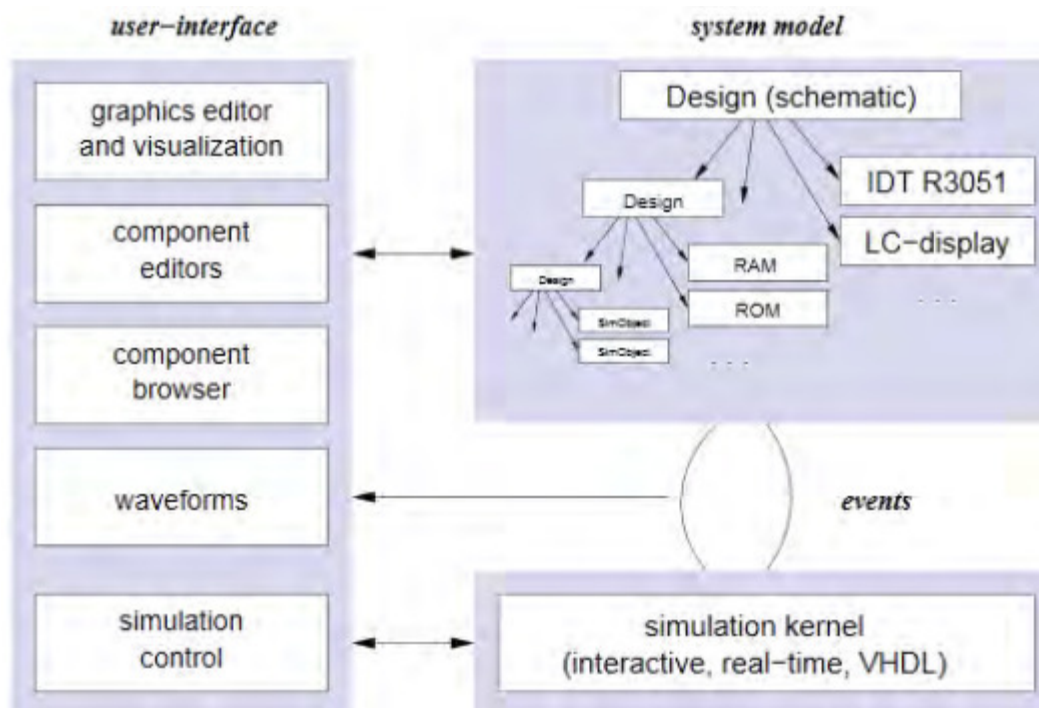 user-interface
graphics editor
and visualization
component
editors
component
browser
waveforms
simulation
control
system model
Design (schematic)
IDT R3051
LC-display
. . .
Design
RAM
ROM
. . .
Design
SimObject
SimObject
events
simulation kernel
(interactive, real-time, VHDL)